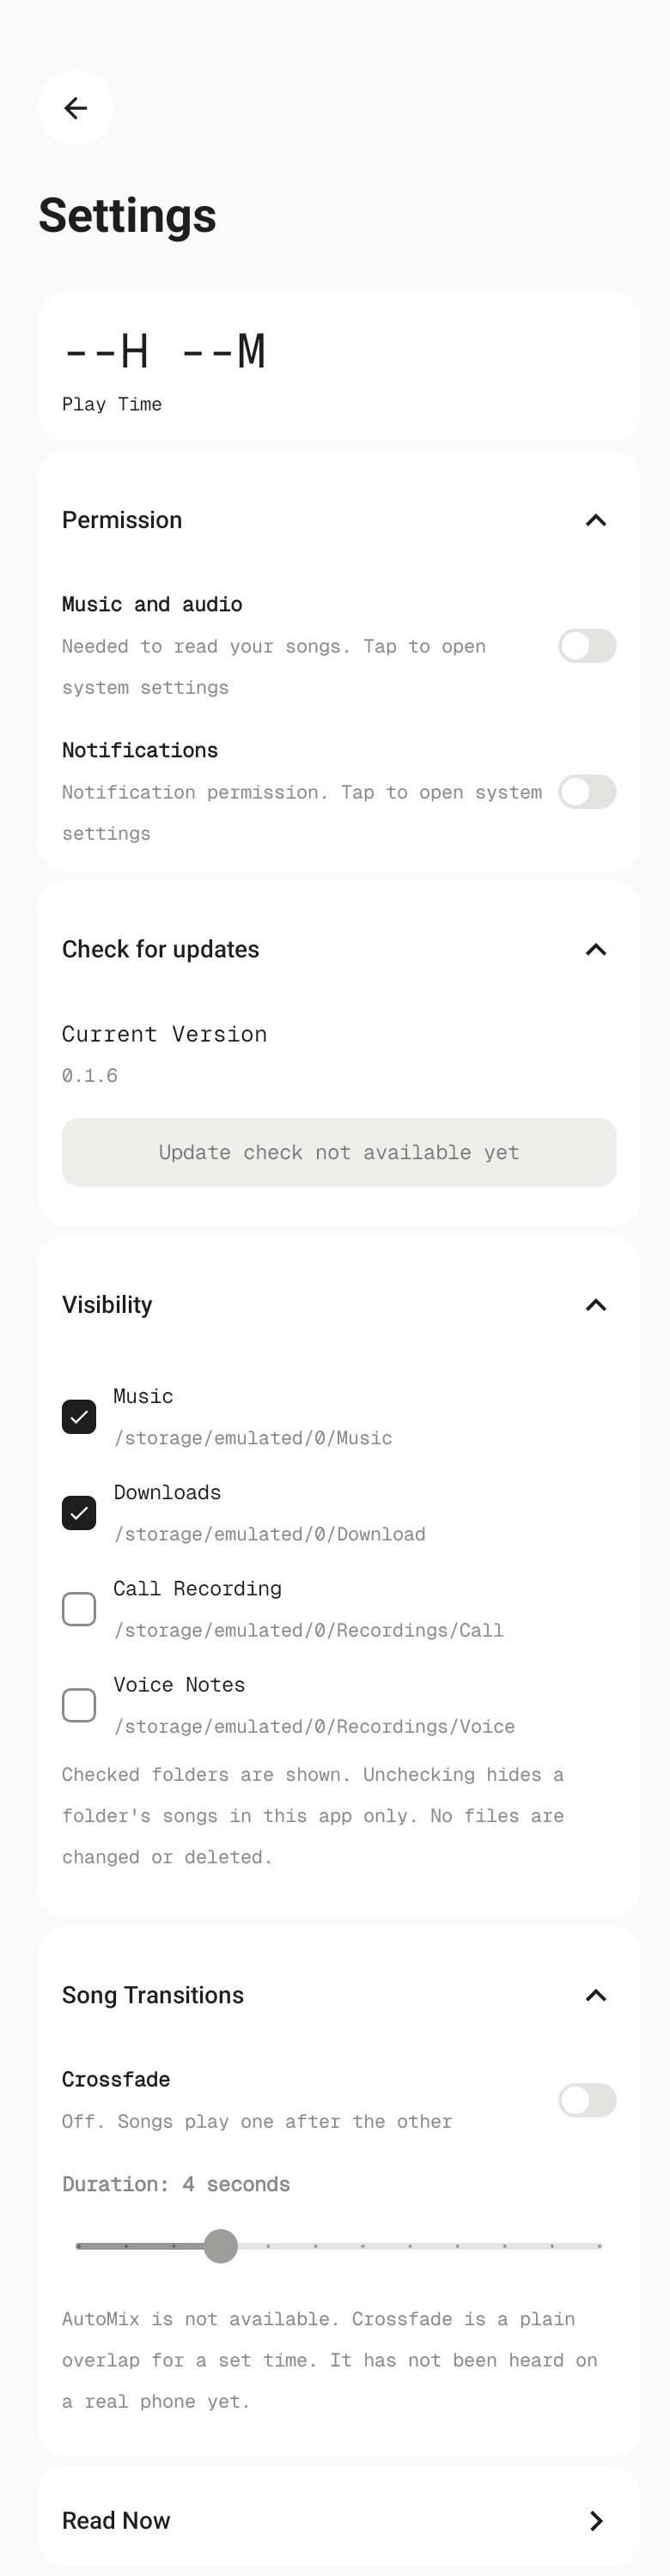 Settings
--H --M
Play Time
Permission
Music and audio
Needed to read your songs. Tap to open
system settings
Notifications
Notification permission. Tap to open system
settings
Check for updates
Current Version
0.1.6
Update check not available yet
Visibility
Music
/storage/emulated/0/Music
Downloads
/storage/emulated/0/Download
Call Recording
/storage/emulated/0/Recordings/Call
Voice Notes
/storage/emulated/0/Recordings/Voice
Checked folders are shown. Unchecking hides a
folder's songs in this app only. No files are
changed or deleted.
Song Transitions
Crossfade
Off. Songs play one after the other
Duration: 4 seconds
AutoMix is not available. Crossfade is a plain
overlap for a set time. It has not been heard on
a real phone yet.
Read Now